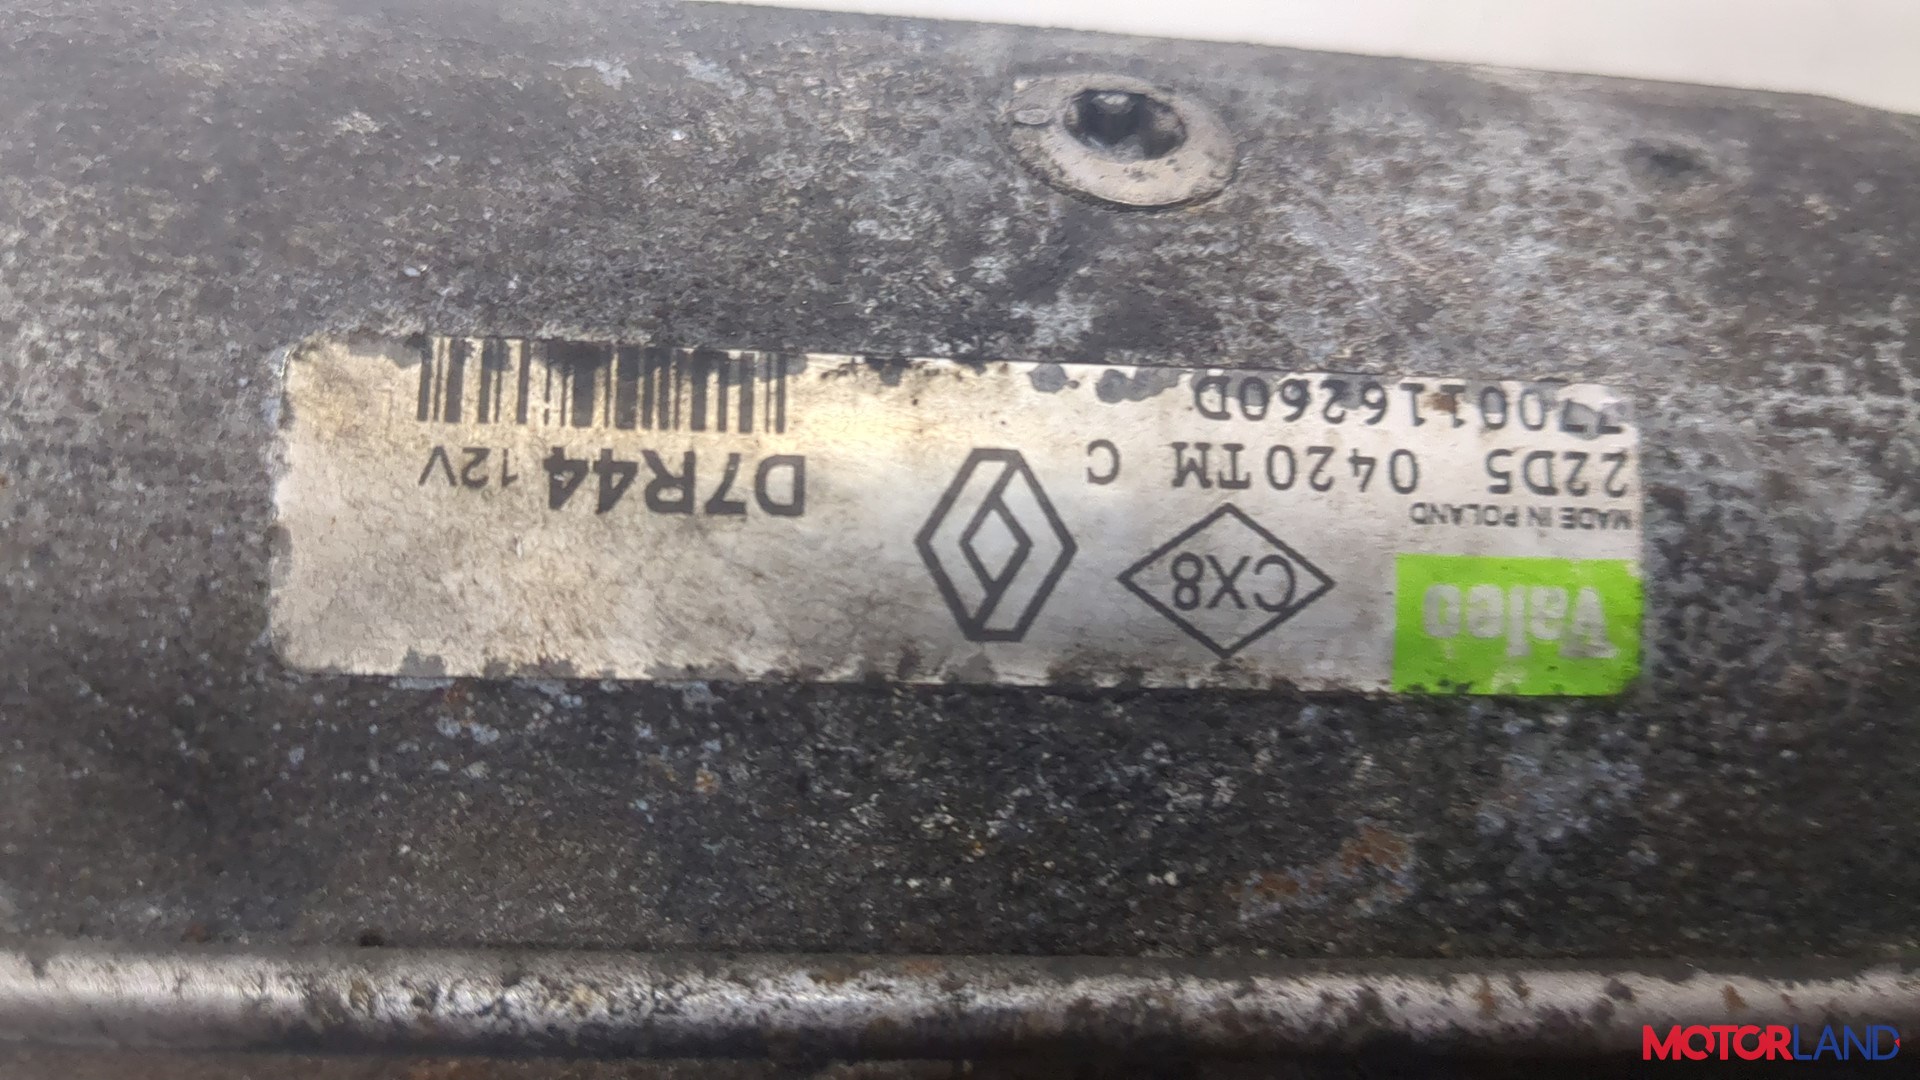 Valeo
MADE IN POLAND
22D5 0420TM C
7700116260D
CX8
D7R44 12V
MOTORLAND